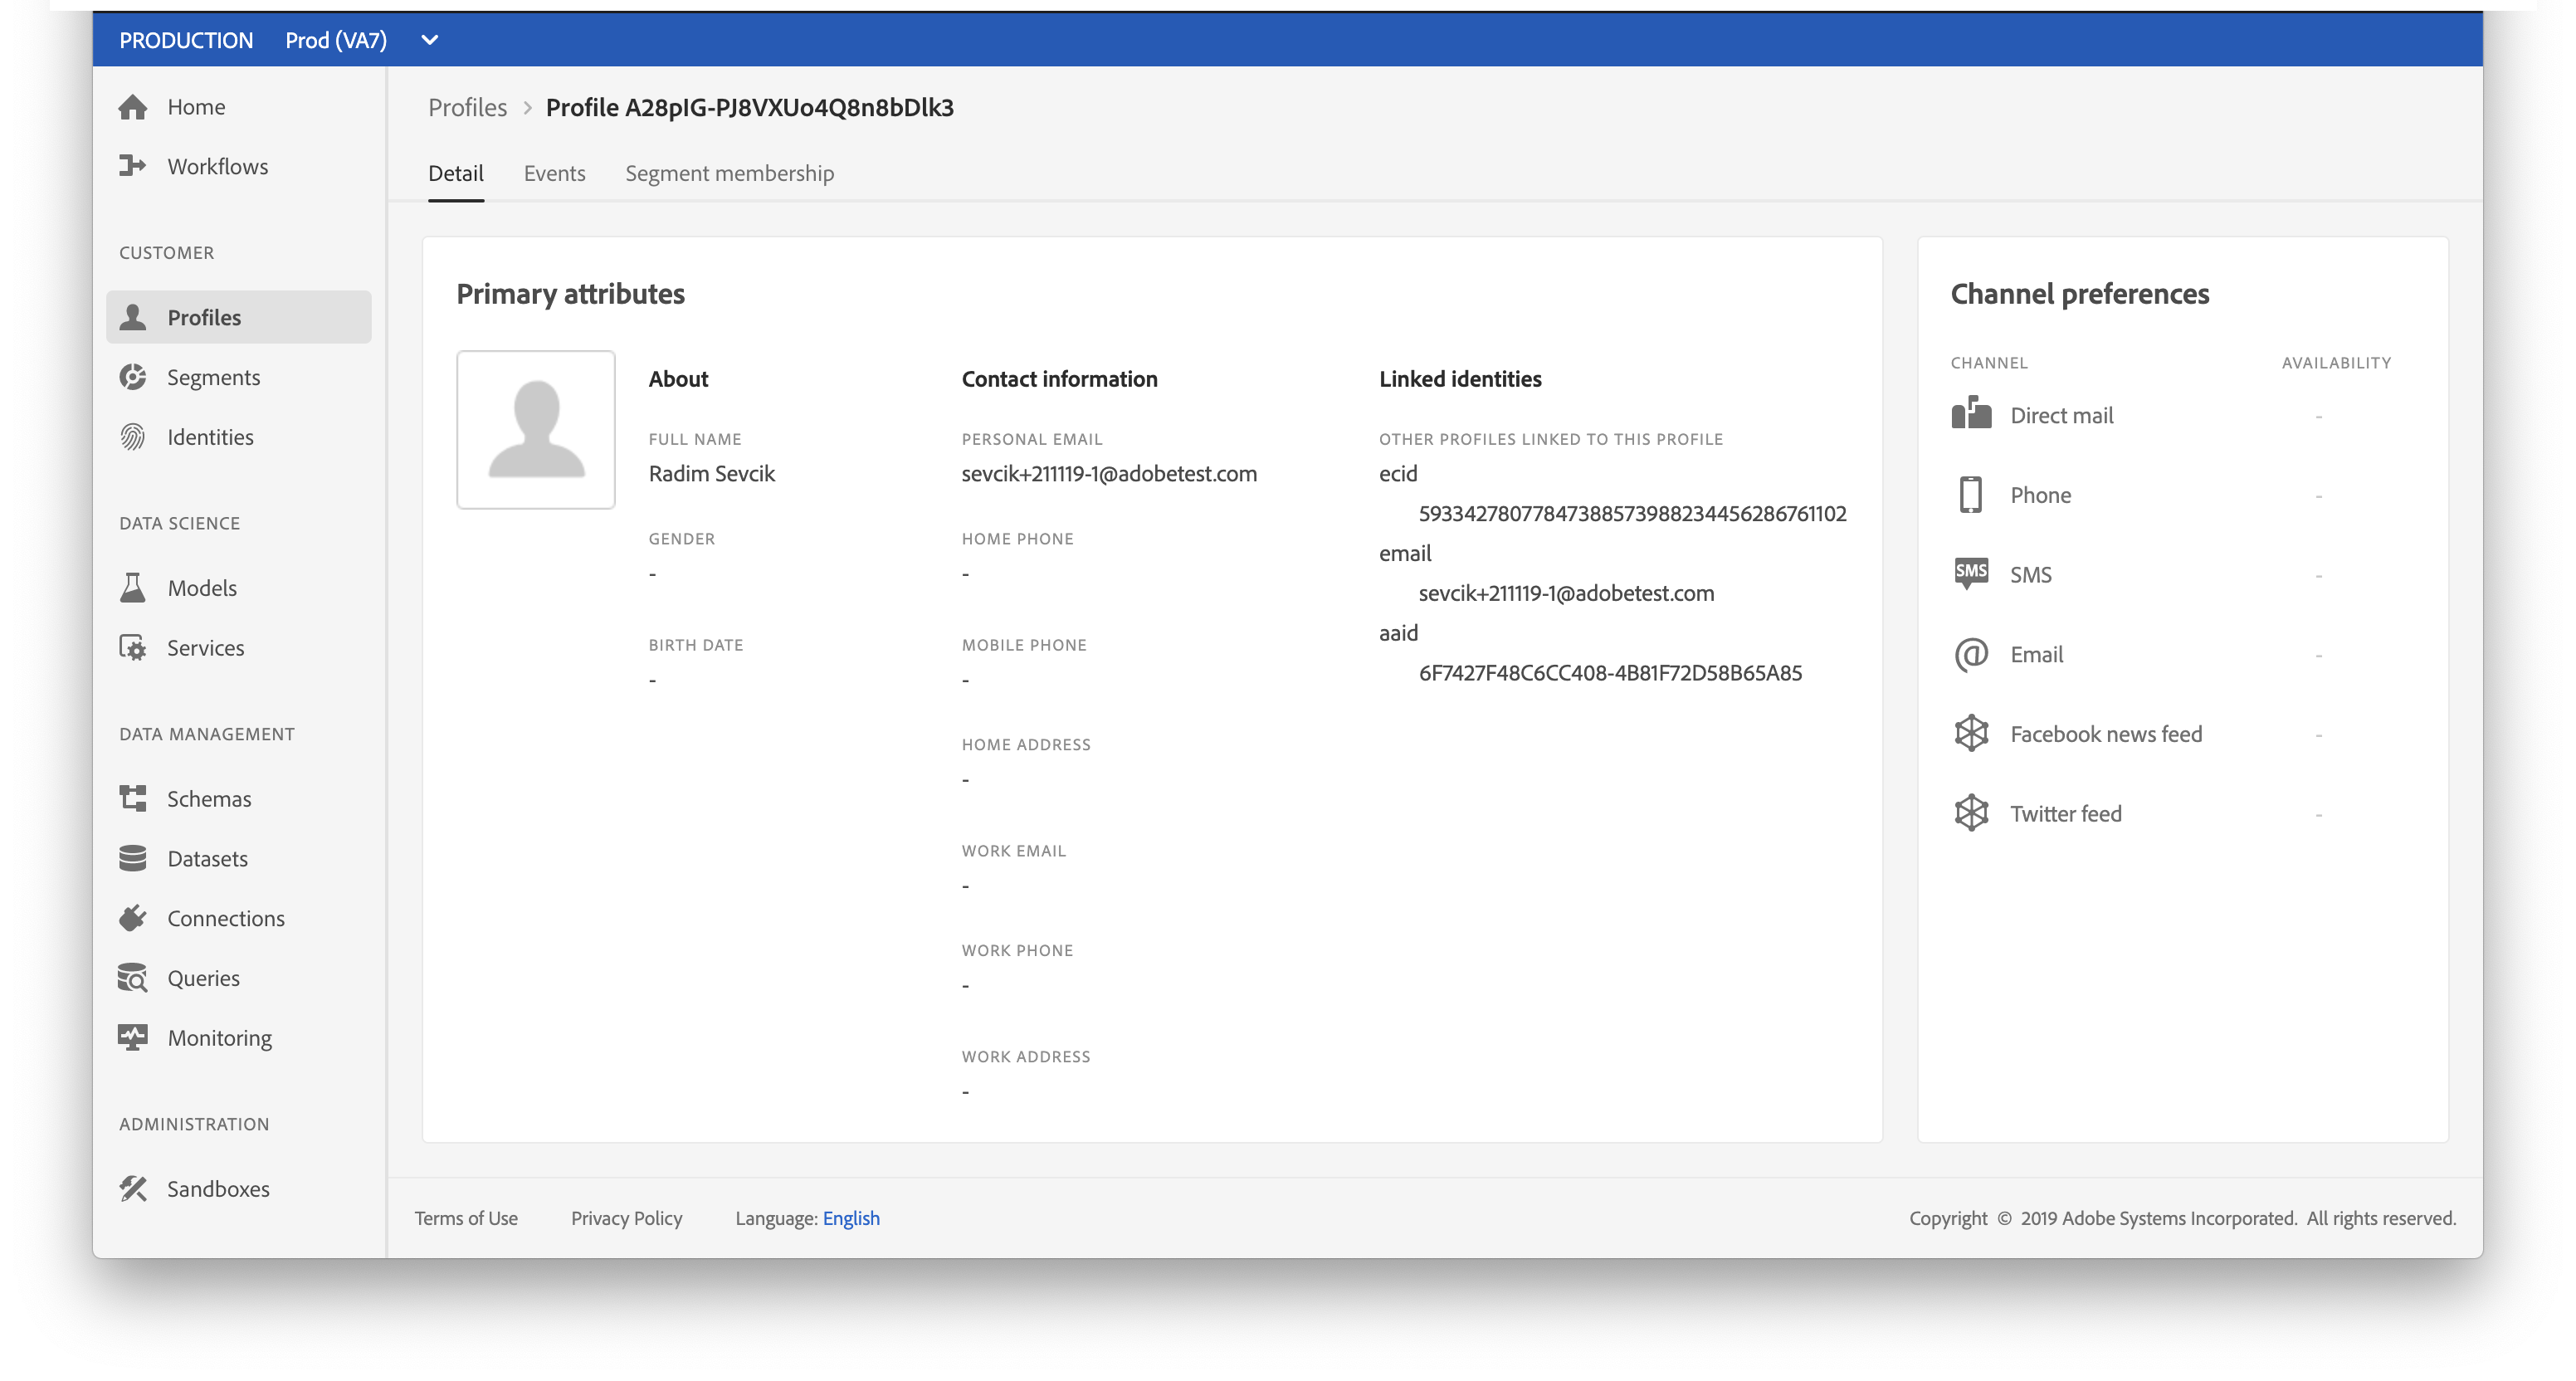 PRODUCTION Prod (VA7)
Home
Workflows
CUSTOMER
Profiles
Segments
Identities
DATA SCIENCE
Models
Services
DATA MANAGEMENT
Schemas
Datasets
Connections
Queries
Monitoring
ADMINISTRATION
Sandboxes
Profiles > Profile A28pIG-PJ8VXUo4Q8n8bDlk3
Detail Events Segment membership
Primary attributes
About
FULL NAME
Radim Sevcik
GENDER
-
BIRTH DATE
-
Contact information
PERSONAL EMAIL
sevcik+211119-1@adobetest.com
HOME PHONE
-
MOBILE PHONE
-
HOME ADDRESS
-
WORK EMAIL
-
WORK PHONE
-
WORK ADDRESS
-
Linked identities
OTHER PROFILES LINKED TO THIS PROFILE
ecid
59334278077847388573988234456286761102
email
sevcik+211119-1@adobetest.com
aaid
6F7427F48C6CC408-4B81F72D58B65A85
Channel preferences
CHANNEL AVAILABILITY
Direct mail -
Phone -
SMS SMS -
Email -
Facebook news feed -
Twitter feed -
Terms of Use Privacy Policy Language: English
Copyright © 2019 Adobe Systems Incorporated. All rights reserved.